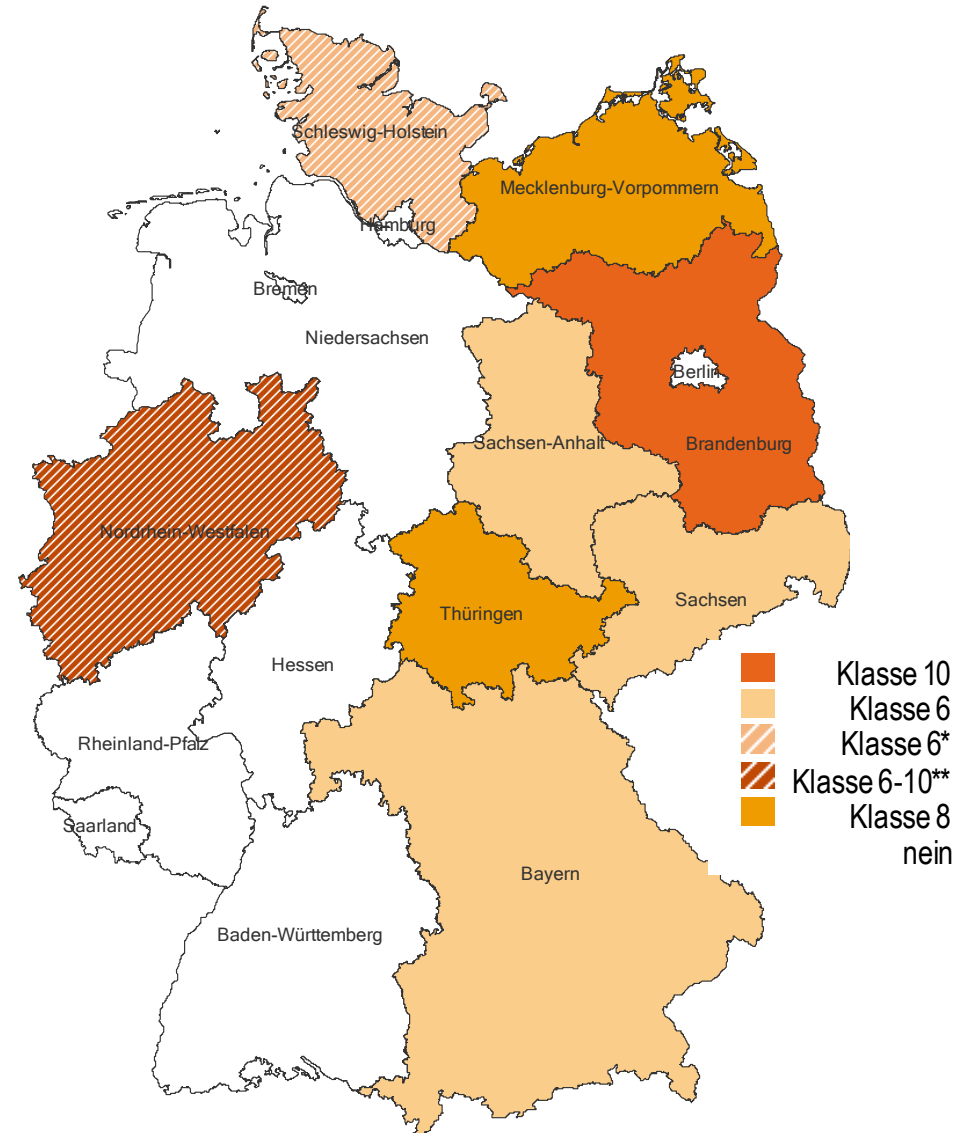 Schleswig-Holstein
Mecklenburg-Vorpommern
Hamburg
Bremen
Niedersachsen
Berlin
Sachsen-Anhalt
Brandenburg
Nordrhein-Westfalen
Sachsen
Thüringen
Hessen
Rheinland-Pfalz
Saarland
Bayern
Baden-Württemberg
Klasse 10
Klasse 6
Klasse 6*
Klasse 6-10**
Klasse 8
nein